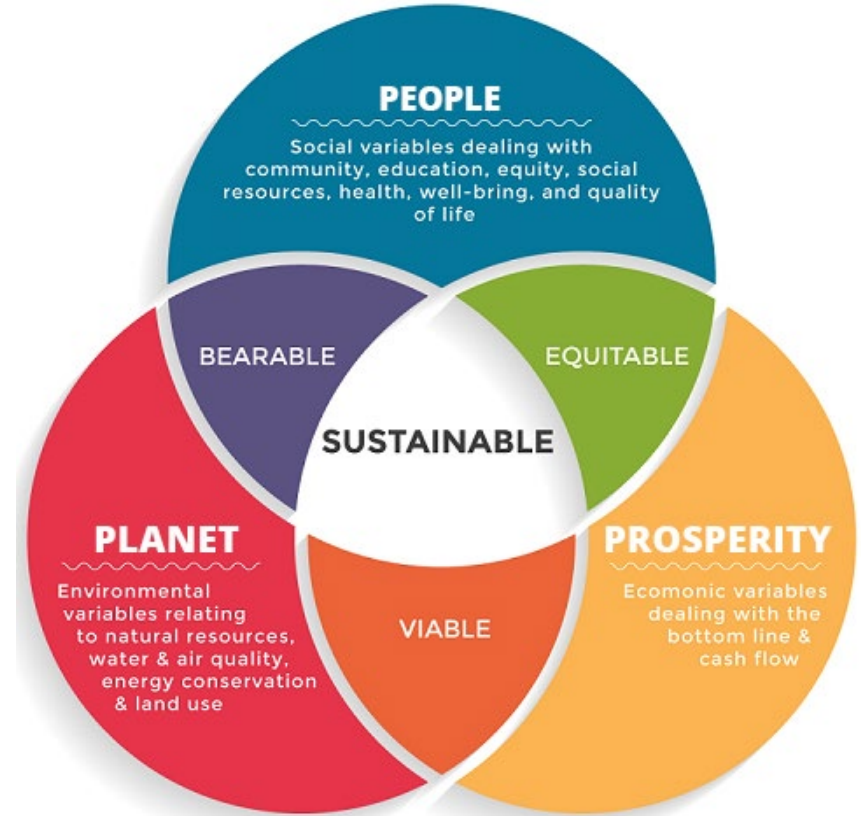 PEOPLE
Social variables dealing with
community, education, equity, social
resources, health, well-bring, and quality
of life
BEARABLE
EQUITABLE
SUSTAINABLE
PLANET
Environmental
variables relating
to natural resources,
water & air quality,
energy conservation
& land use
PROSPERITY
Ecomonic variables
dealing with the
bottom line &
cash flow
VIABLE